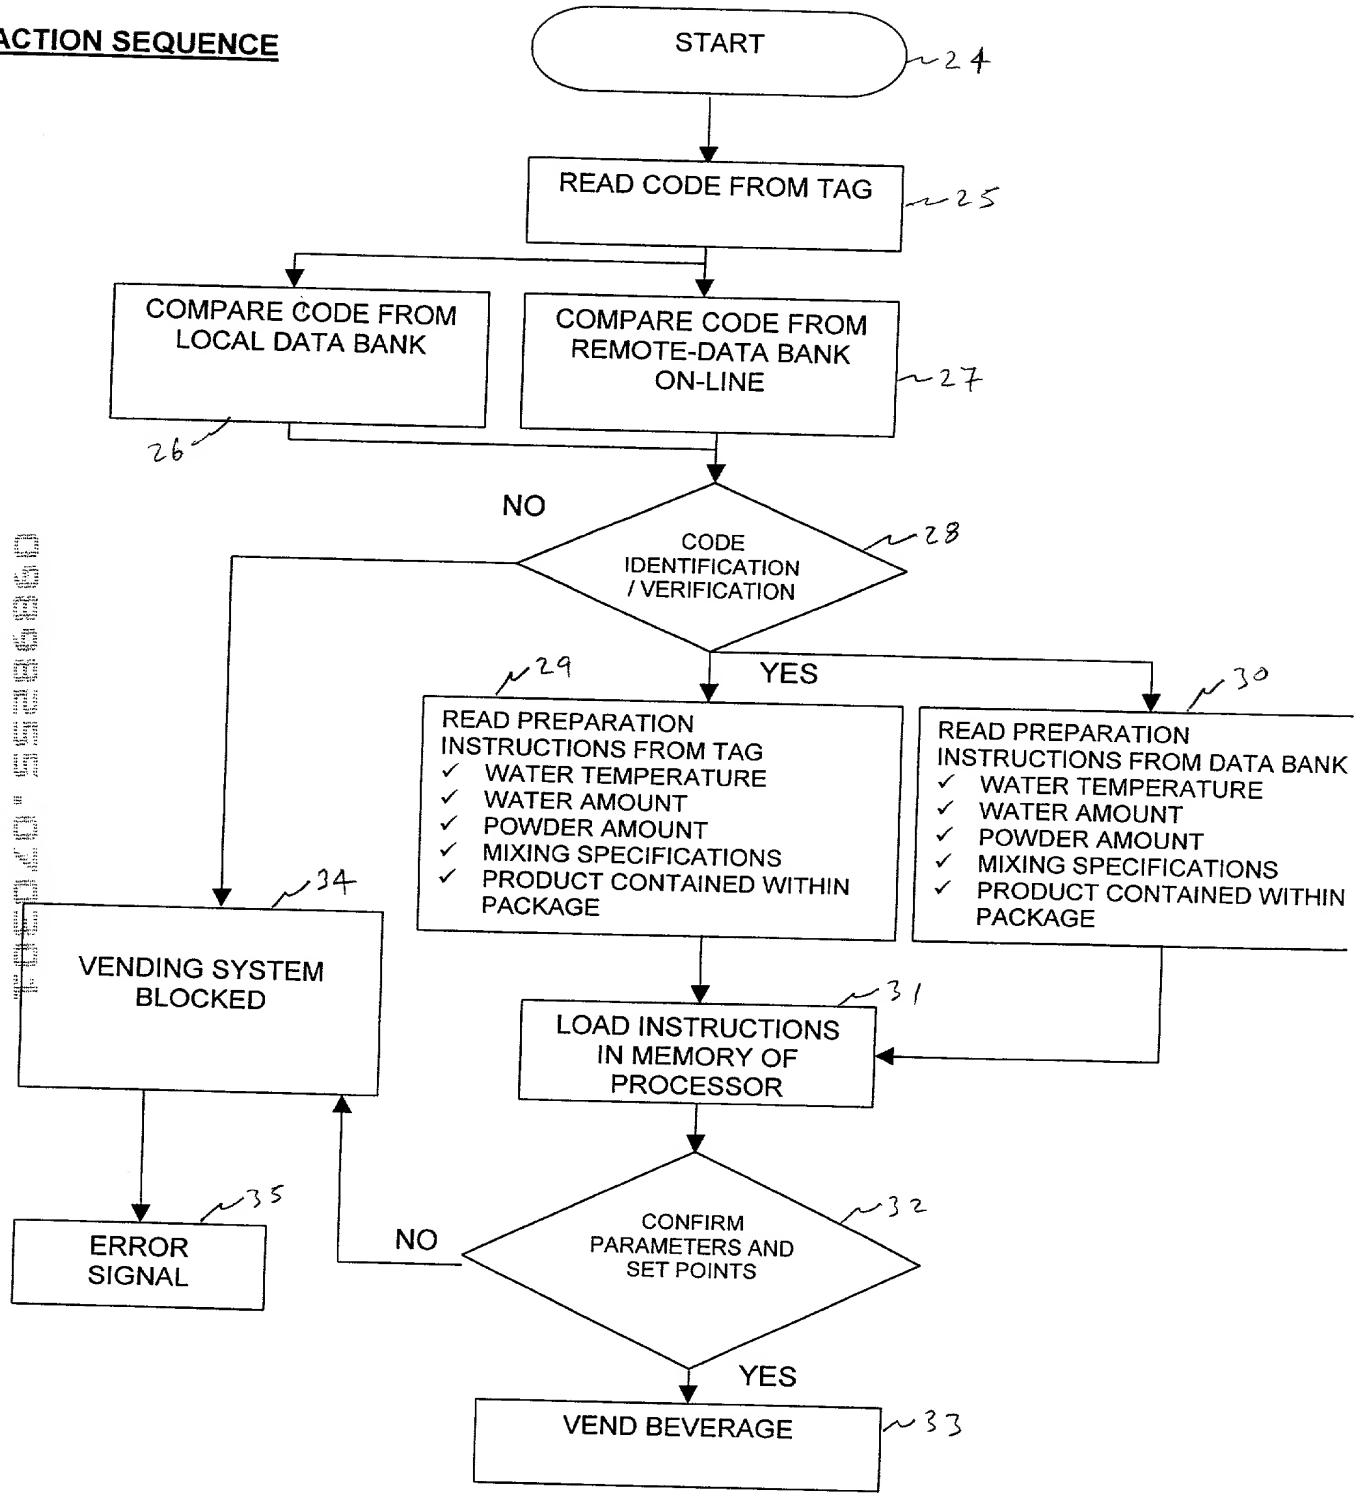 ACTION SEQUENCE
START
24
READ CODE FROM TAG
25
COMPARE CODE FROM
LOCAL DATA BANK
26
COMPARE CODE FROM
REMOTE-DATA BANK
ON-LINE
27
NO
CODE
IDENTIFICATION
/ VERIFICATION
28
YES
29
READ PREPARATION
INSTRUCTIONS FROM TAG
✓ WATER TEMPERATURE
✓ WATER AMOUNT
✓ POWDER AMOUNT
✓ MIXING SPECIFICATIONS
✓ PRODUCT CONTAINED WITHIN
PACKAGE
30
READ PREPARATION
INSTRUCTIONS FROM DATA BANK
✓ WATER TEMPERATURE
✓ WATER AMOUNT
✓ POWDER AMOUNT
✓ MIXING SPECIFICATIONS
✓ PRODUCT CONTAINED WITHIN
PACKAGE
34
VENDING SYSTEM
BLOCKED
31
LOAD INSTRUCTIONS
IN MEMORY OF
PROCESSOR
35
ERROR
SIGNAL
NO
CONFIRM
PARAMETERS AND
SET POINTS
32
YES
VEND BEVERAGE
33